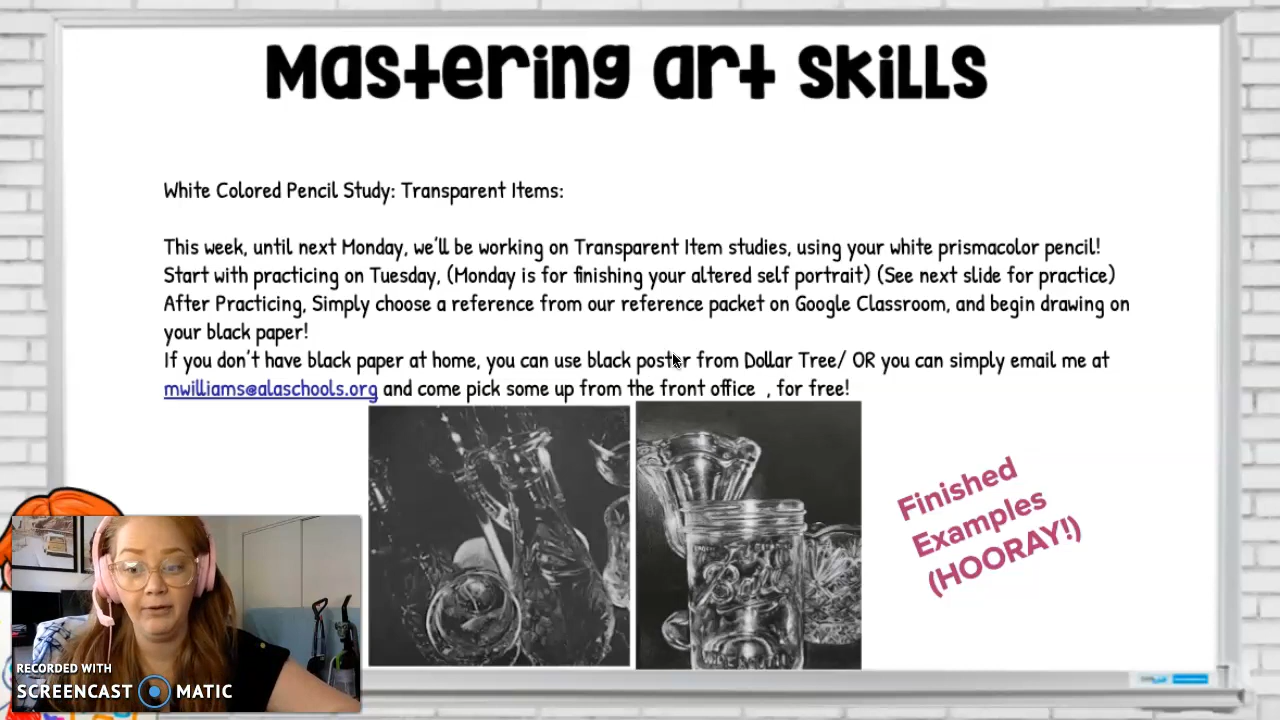 Mastering art skills
White Colored Pencil Study: Transparent Items:
This week, until next Monday, we'll be working on Transparent Item studies, using your white prismacolor pencil!
Start with practicing on Tuesday, (Monday is for finishing your altered self portrait) (See next slide for practice)
After Practicing, Simply choose a reference from our reference packet on Google Classroom, and begin drawing on
your black paper!
If you don't have black paper at home, you can use black poster from Dollar Tree/ OR you can simply email me at
mwilliams@alaschools.org and come pick some up from the front office , for free!
Finished
Examples
(HOORAY!)
Ball
RECORDED WITH
SCREENCAST MATIC